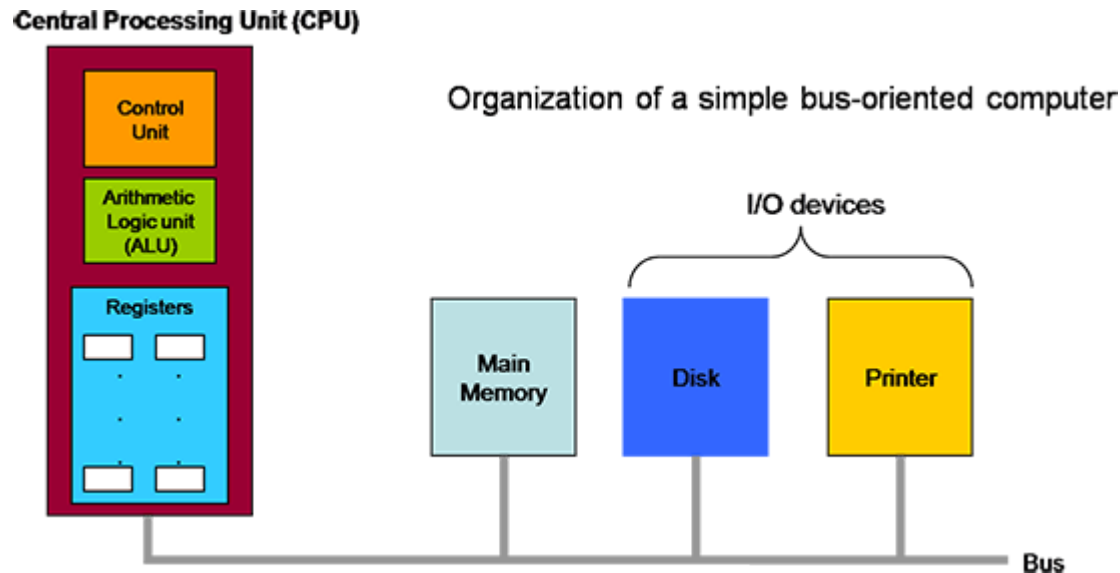 Central Processing Unit (CPU)
Control
Unit
Arithmetic
Logic unit
(ALU)
Registers
Organization of a simple bus-oriented computer
I/O devices
Main
Memory
Disk
Printer
Bus